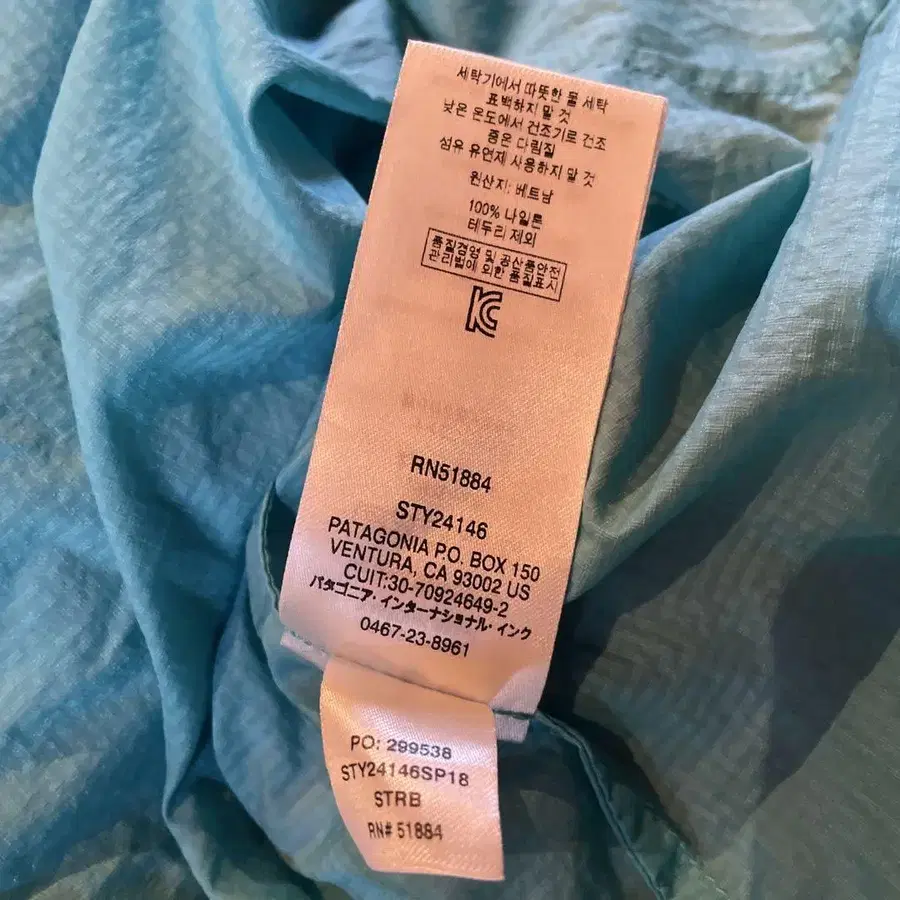 세탁기에서 따뜻한 물 세탁
표백하지 말 것
낮은 온도에서 건조기로 건조
중온 다림질
섬유 유연제 사용하지 말 것
원산지: 베트남
100% 나일론
테두리 제외
품질경영 및 공산품안전
관리법에 의한 품질표시
KC
RN51884
STY24146
PATAGONIA P.O. BOX 150
VENTURA, CA 93002 US
CUIT:30-70924649-2
パタゴニア・インターナショナル・インク
0467-23-8961
PO: 299538
STY24146SP18
STRB
RN# 51884